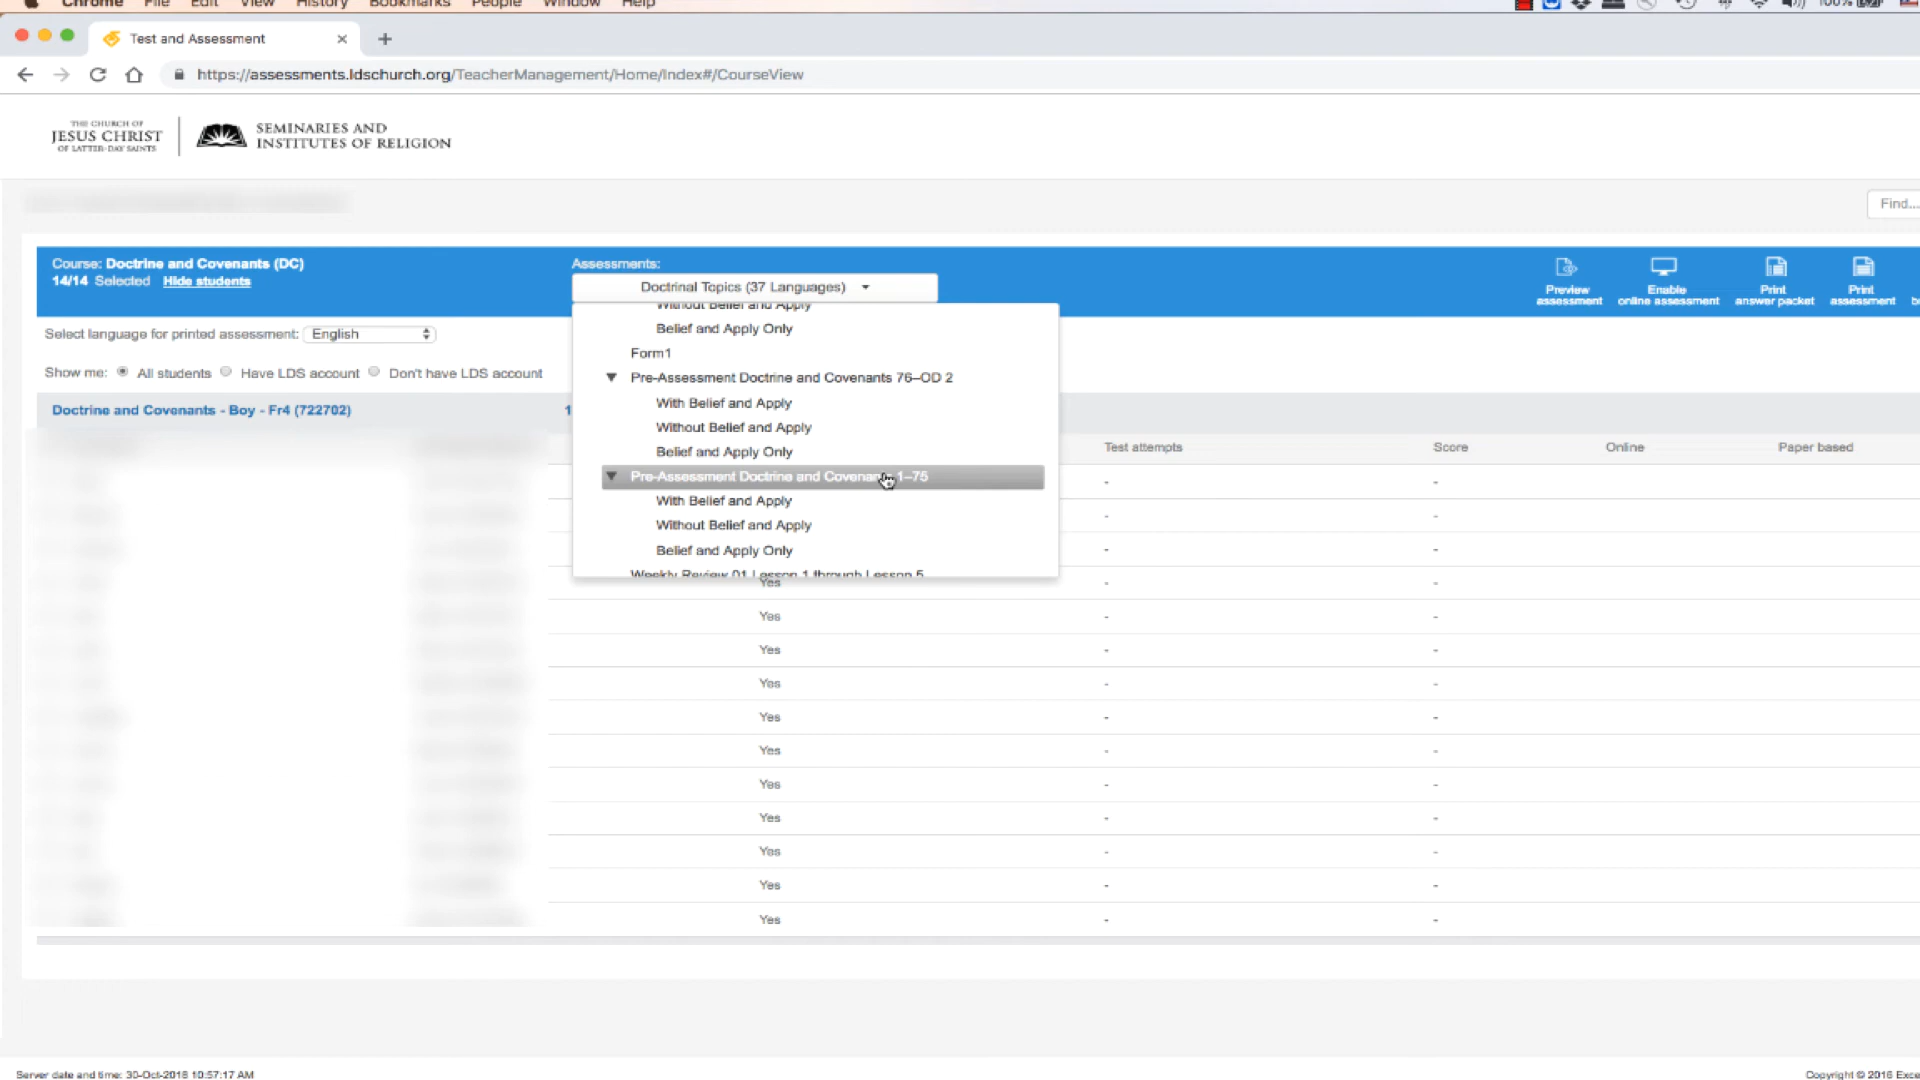 Chrome File Edit View History Bookmarks People Window Help 100%
Test and Assessment
https://assessments.ldschurch.org/TeacherManagement/Home/Index#/CourseView
THE CHURCH OF
JESUS CHRIST
OF LATTER-DAY SAINTS
SEMINARIES AND
INSTITUTES OF RELIGION
Find...
Course: Doctrine and Covenants (DC)
14/14 Selected Hide students
Assessments:
Doctrinal Topics (37 Languages)
Preview
assessment
Enable
online assessment
Print
answer packet
Print
assessment
Select language for printed assessment: English
Show me: All students Have LDS account Don't have LDS account
Without Belief and Apply
Belief and Apply Only
Form1
Pre-Assessment Doctrine and Covenants 76–OD 2
With Belief and Apply
Without Belief and Apply
Belief and Apply Only
Pre-Assessment Doctrine and Covenants 1–75
With Belief and Apply
Without Belief and Apply
Belief and Apply Only
Weekly Review 01 Lesson 1 through Lesson 5
Doctrine and Covenants - Boy - Fr4 (722702) 1
Test attempts Score Online Paper based
- -
- -
- -
Yes - -
Yes - -
Yes - -
Yes - -
Yes - -
Yes - -
Yes - -
Yes - -
Yes - -
Yes - -
Yes - -
Server date and time: 30-Oct-2018 10:57:17 AM
Copyright © 2016 Exce